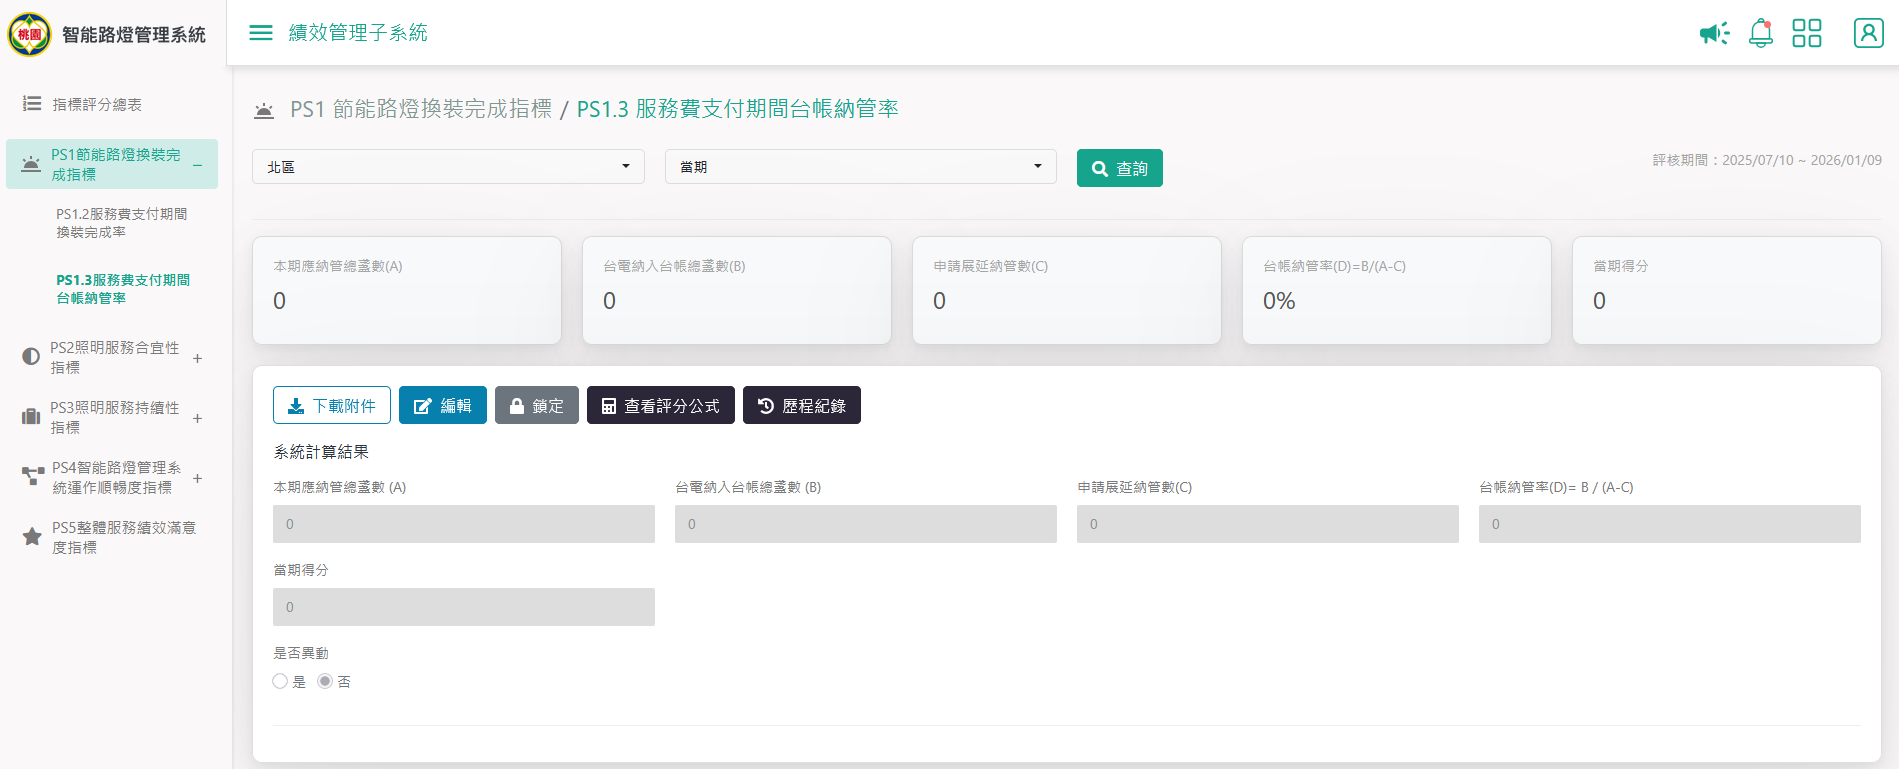 桃園
智能路燈管理系統
績效管理子系統
指標評分總表
PS1節能路燈換裝完
成指標
PS1.2服務費支付期間
換裝完成率
PS1.3服務費支付期間
台帳納管率
PS2照明服務合宜性
指標
PS3照明服務持續性
指標
PS4智能路燈管理系
統運作順暢度指標
PS5整體服務績效滿意
度指標
PS1 節能路燈換裝完成指標 / PS1.3 服務費支付期間台帳納管率
北區
當期
查詢
評核期間：2025/07/10 ~ 2026/01/09
本期應納管總盞數(A)
0
台電納入台帳總盞數(B)
0
申請展延納管數(C)
0
台帳納管率(D)=B/(A-C)
0%
當期得分
0
下載附件
編輯
鎖定
查看評分公式
歷程紀錄
系統計算結果
本期應納管總盞數 (A)
0
台電納入台帳總盞數 (B)
0
申請展延納管數(C)
0
台帳納管率(D)= B / (A-C)
0
當期得分
0
是否異動
是 否